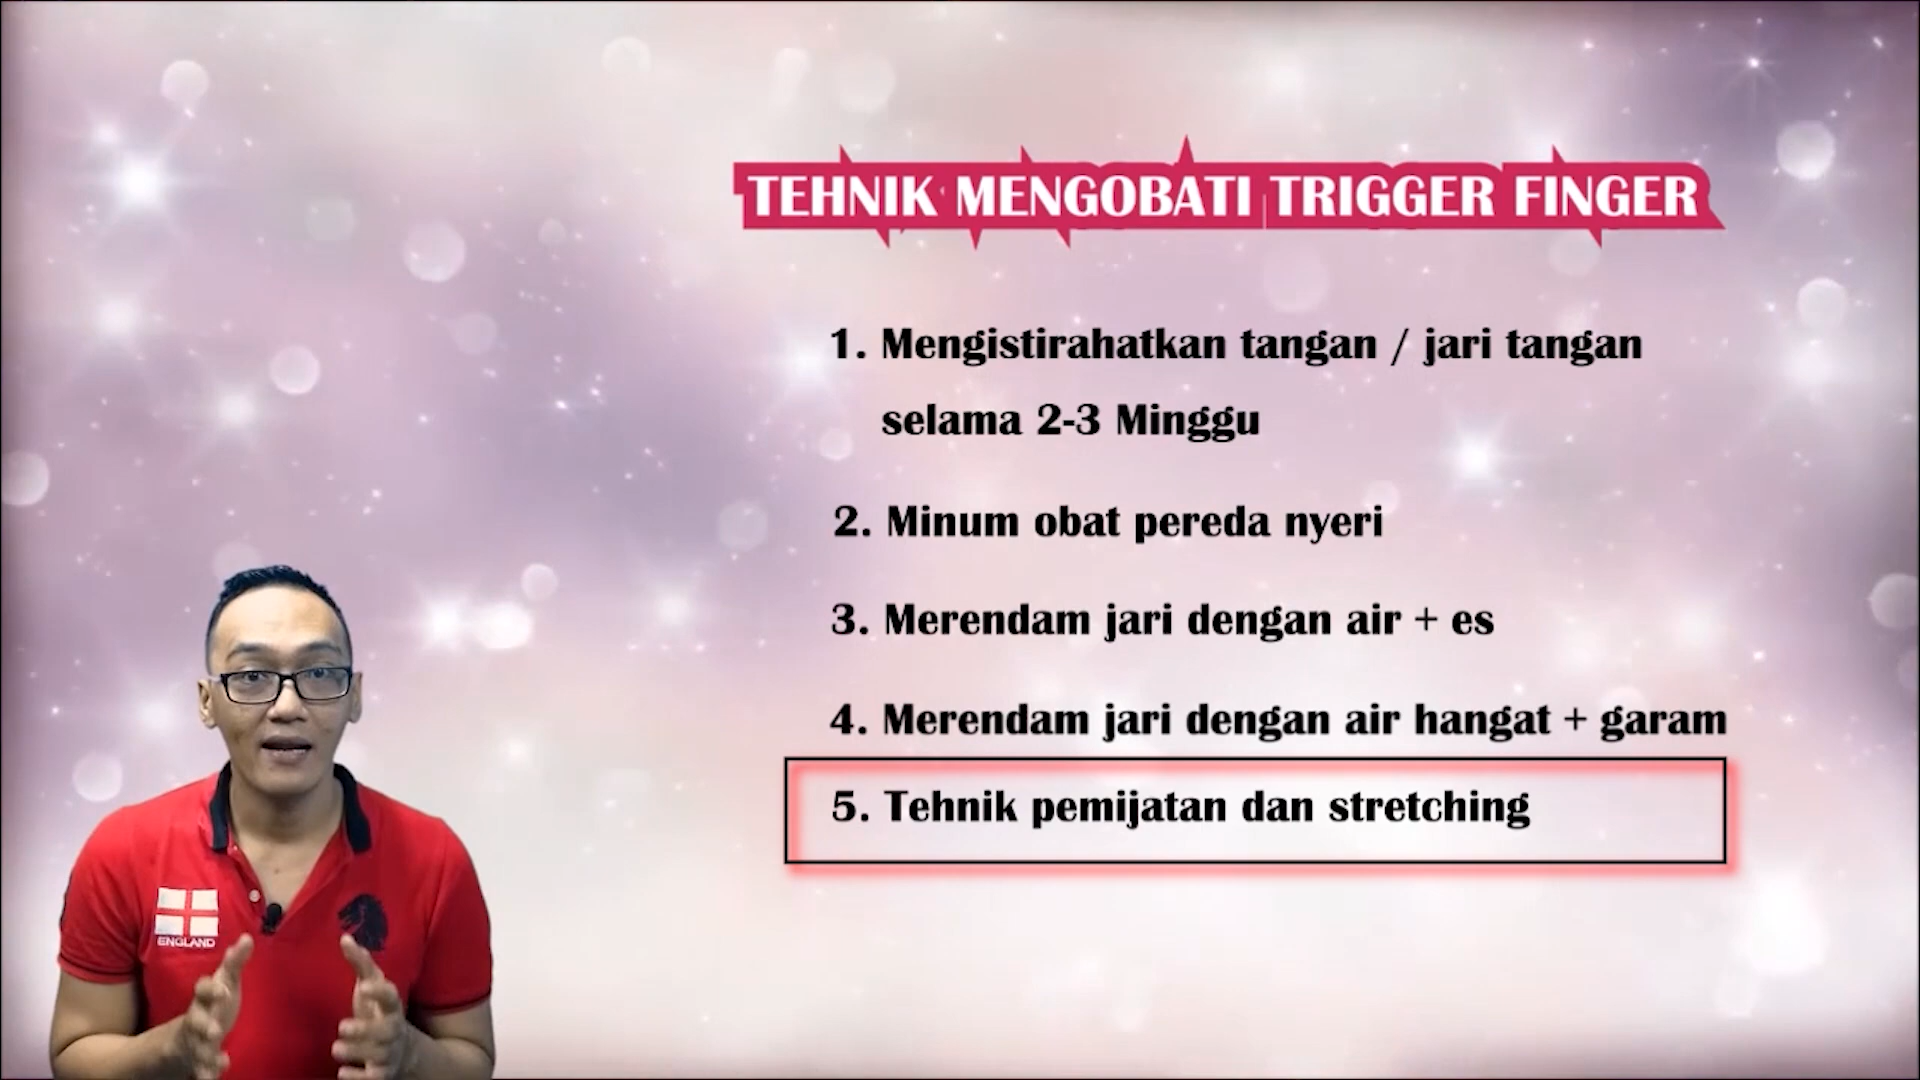 TEHNIK MENGOBATI TRIGGER FINGER
1. Mengistirahatkan tangan / jari tangan
selama 2-3 Minggu
2. Minum obat pereda nyeri
3. Merendam jari dengan air + es
4. Merendam jari dengan air hangat + garam
5. Tehnik pemijatan dan stretching
ENGLAND